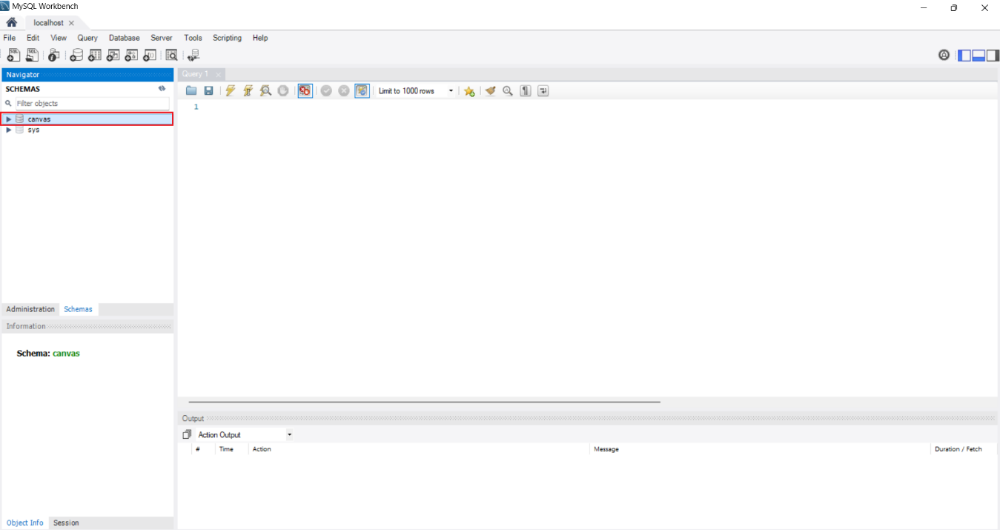 MySQL Workbench
localhost
File Edit View Query Database Server Tools Scripting Help
Navigator
SCHEMAS
Filter objects
canvas
sys
Administration Schemas
Information
Schema: canvas
Object Info Session
Query 1
Limit to 1000 rows
1
Output
Action Output
# Time Action Message Duration / Fetch